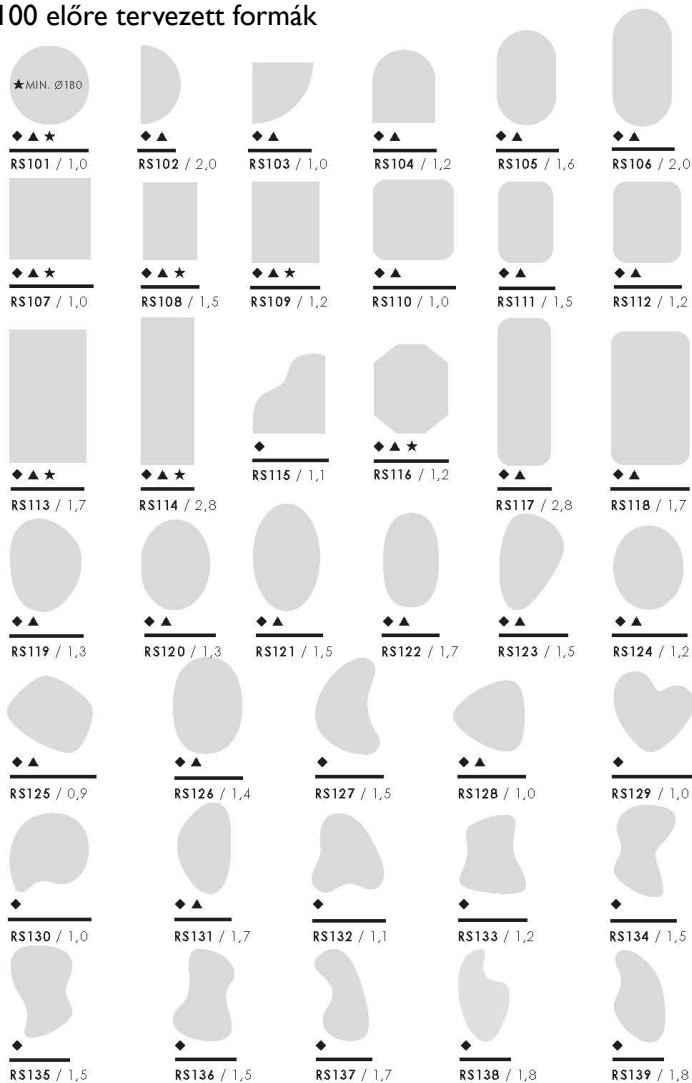 100 előre tervezett formák
★MIN. Ø180
◆ ▲ ★ ◆ ▲ ◆ ▲ ◆ ▲ ◆ ▲ ◆ ▲
RS101 / 1,0 RS102 / 2,0 RS103 / 1,0 RS104 / 1,2 RS105 / 1,6 RS106 / 2,0
◆ ▲ ★ ◆ ▲ ★ ◆ ▲ ★ ◆ ▲ ◆ ▲ ◆ ▲
RS107 / 1,0 RS108 / 1,5 RS109 / 1,2 RS110 / 1,0 RS111 / 1,5 RS112 / 1,2
◆ ▲ ★ ◆ ▲ ★ ◆ ◆ ▲ ★ ◆ ▲ ◆ ▲
RS113 / 1,7 RS114 / 2,8 RS115 / 1,1 RS116 / 1,2 RS117 / 2,8 RS118 / 1,7
◆ ▲ ◆ ▲ ◆ ▲ ◆ ▲ ◆ ▲ ◆ ▲
RS119 / 1,3 RS120 / 1,3 RS121 / 1,5 RS122 / 1,7 RS123 / 1,5 RS124 / 1,2
◆ ▲ ◆ ▲ ◆ ◆ ▲ ◆
RS125 / 0,9 RS126 / 1,4 RS127 / 1,5 RS128 / 1,0 RS129 / 1,0
◆ ◆ ▲ ◆ ◆ ◆
RS130 / 1,0 RS131 / 1,7 RS132 / 1,1 RS133 / 1,2 RS134 / 1,5
◆ ◆ ◆ ◆ ◆
RS135 / 1,5 RS136 / 1,5 RS137 / 1,7 RS138 / 1,8 RS139 / 1,8